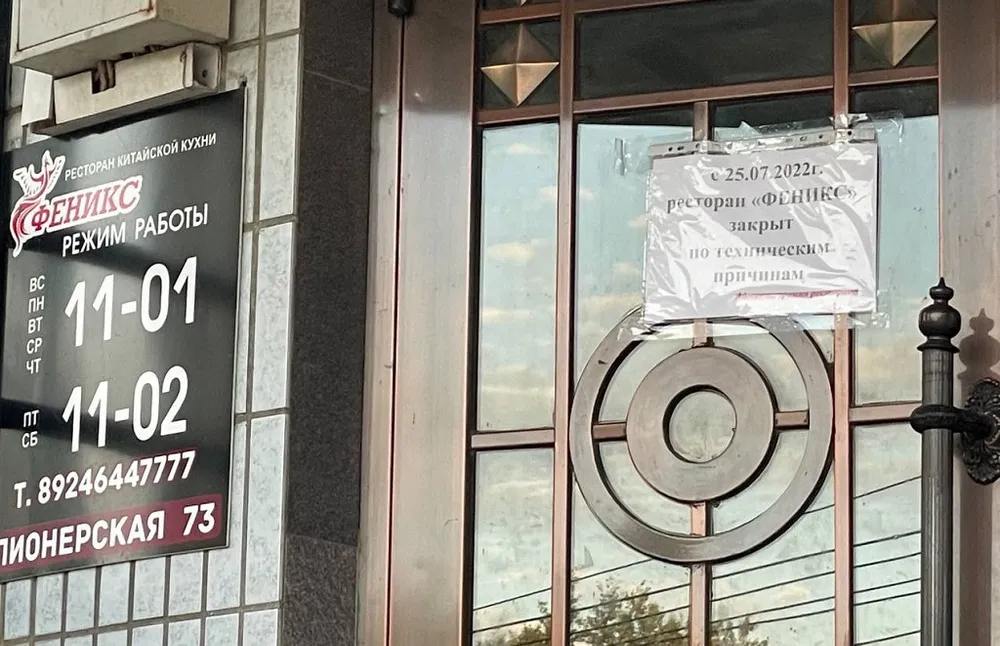 РЕСТОРАН КИТАЙСКОЙ КУХНИ
ФЕНИКС
РЕЖИМ РАБОТЫ
ВС
ПН
ВТ
СР
ЧТ
11-01
ПТ
СБ
11-02
Т. 89246447777
ПИОНЕРСКАЯ 73
с 25.07.2022г.
ресторан «ФЕНИКС»
закрыт
по техническим
причинам